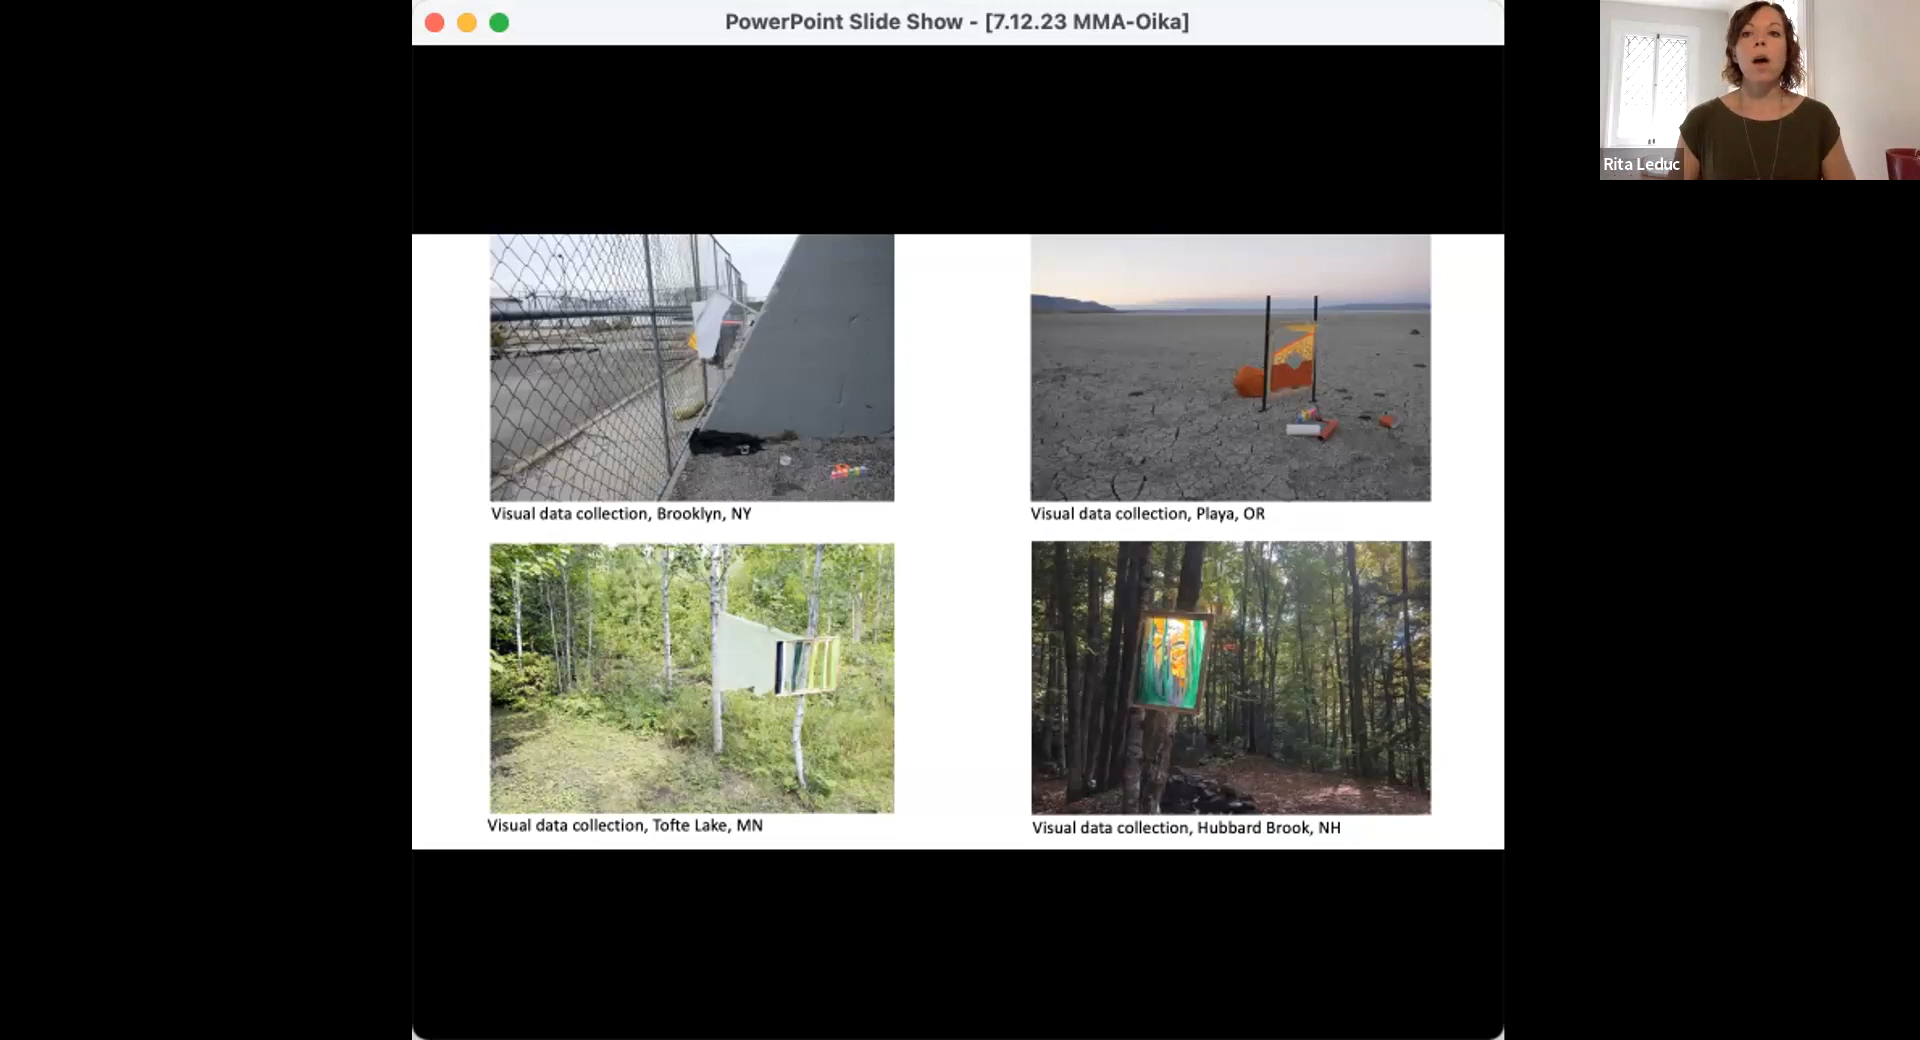 PowerPoint Slide Show - [7.12.23 MMA-Oika]
Rita Leduc
Visual data collection, Brooklyn, NY
Visual data collection, Playa, OR
Visual data collection, Tofte Lake, MN
Visual data collection, Hubbard Brook, NH